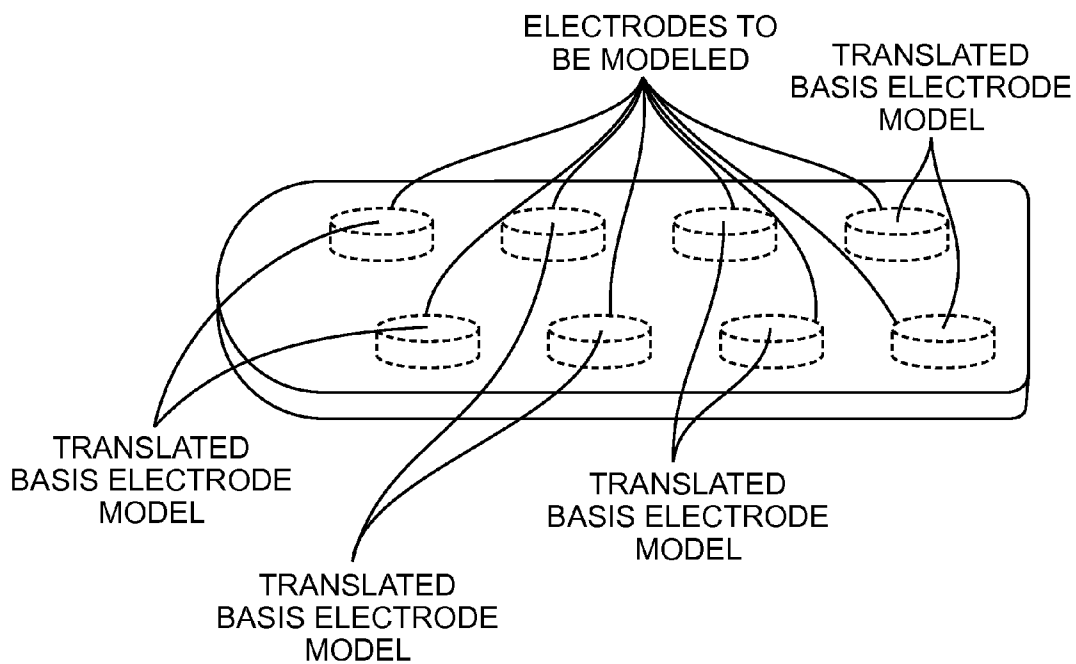 ELECTRODES TO
BE MODELED
TRANSLATED
BASIS ELECTRODE
MODEL
TRANSLATED
BASIS ELECTRODE
MODEL
TRANSLATED
BASIS ELECTRODE
MODEL
TRANSLATED
BASIS ELECTRODE
MODEL